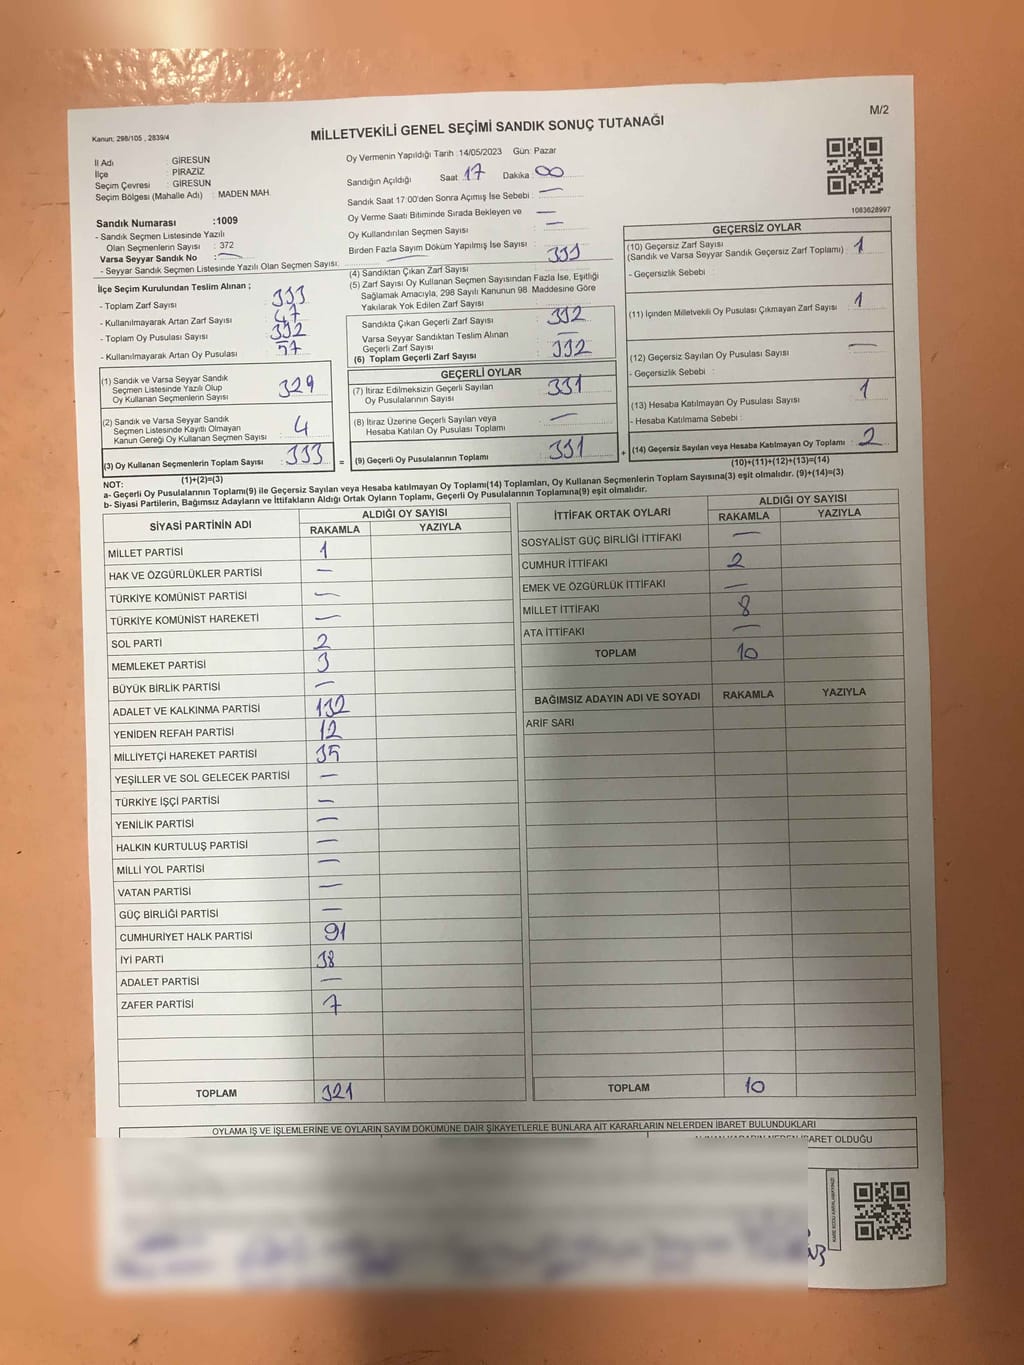 M/2
Kanun: 298/105 , 2839/4
MİLLETVEKİLİ GENEL SEÇİMİ SANDIK SONUÇ TUTANAĞI
İl Adı : GİRESUN
İlçe : PİRAZİZ
Seçim Çevresi : GİRESUN
Seçim Bölgesi (Mahalle Adı) : MADEN MAH.
Oy Vermenin Yapıldığı Tarih :14/05/2023 Gün: Pazar
Sandığın Açıldığı Saat : 17 Dakika : 00
Sandık Saat 17:00'den Sonra Açılmış İse Sebebi : —
Oy Verme Saati Bitiminde Sırada Bekleyen ve —
Oy Kullandırılan Seçmen Sayısı : —
Birden Fazla Sayım Döküm Yapılmış İse Sayısı :
1083628997
Sandık Numarası :1009
- Sandık Seçmen Listesinde Yazılı
Olan Seçmenlerin Sayısı : 372
Varsa Seyyar Sandık No : —
- Seyyar Sandık Seçmen Listesinde Yazılı Olan Seçmen Sayısı: —
İlçe Seçim Kurulundan Teslim Alınan ;
- Toplam Zarf Sayısı : 393
- Kullanılmayarak Artan Zarf Sayısı :
- Toplam Oy Pusulası Sayısı : 392
- Kullanılmayarak Artan Oy Pusulası : 57
(1) Sandık ve Varsa Seyyar Sandık
Seçmen Listesinde Yazılı Olup
Oy Kullanan Seçmenlerin Sayısı : 329
(2) Sandık ve Varsa Seyyar Sandık
Seçmen Listesinde Kayıtlı Olmayan
Kanun Gereği Oy Kullanan Seçmen Sayısı : 4
(3) Oy Kullanan Seçmenlerin Toplam Sayısı : 333
(1)+(2)=(3)
=
(4) Sandıktan Çıkan Zarf Sayısı : 333
(5) Zarf Sayısı Oy Kullanan Seçmen Sayısından Fazla İse, Eşitliği
Sağlamak Amacıyla, 298 Sayılı Kanunun 98. Maddesine Göre
Yakılarak Yok Edilen Zarf Sayısı :
Sandıkta Çıkan Geçerli Zarf Sayısı : 332
Varsa Seyyar Sandıktan Teslim Alınan
Geçerli Zarf Sayısı : —
(6) Toplam Geçerli Zarf Sayısı : 332
GEÇERLİ OYLAR
(7) İtiraz Edilmeksizin Geçerli Sayılan
Oy Pusulalarının Sayısı : 331
(8) İtiraz Üzerine Geçerli Sayılan veya
Hesaba Katılan Oy Pusulası Toplamı : —
(9) Geçerli Oy Pusulalarının Toplamı : 331
+
GEÇERSİZ OYLAR
(10) Geçersiz Zarf Sayısı : 1
(Sandık ve Varsa Seyyar Sandık Geçersiz Zarf Toplamı)
- Geçersizlik Sebebi :
(11) İçinden Milletvekili Oy Pusulası Çıkmayan Zarf Sayısı : 1
(12) Geçersiz Sayılan Oy Pusulası Sayısı : —
- Geçersizlik Sebebi :
(13) Hesaba Katılmayan Oy Pusulası Sayısı : 1
- Hesaba Katılmama Sebebi :
(14) Geçersiz Sayılan veya Hesaba Katılmayan Oy Toplamı : 2
(10)+(11)+(12)+(13)=(14)
NOT:
a- Geçerli Oy Pusulalarının Toplamı(9) ile Geçersiz Sayılan veya Hesaba katılmayan Oy Toplamı(14) Toplamları, Oy Kullanan Seçmenlerin Toplam Sayısına(3) eşit olmalıdır. (9)+(14)=(3)
b- Siyasi Partilerin, Bağımsız Adayların ve İttifakların Aldığı Ortak Oyların Toplamı, Geçerli Oy Pusulalarının Toplamına(9) eşit olmalıdır.
SİYASİ PARTİNİN ADI ALDIĞI OY SAYISI
RAKAMLA YAZIYLA
MİLLET PARTİSİ 1
HAK VE ÖZGÜRLÜKLER PARTİSİ —
TÜRKİYE KOMÜNİST PARTİSİ —
TÜRKİYE KOMÜNİST HAREKETİ —
SOL PARTİ 2
MEMLEKET PARTİSİ 3
BÜYÜK BİRLİK PARTİSİ —
ADALET VE KALKINMA PARTİSİ 132
YENİDEN REFAH PARTİSİ 12
MİLLİYETÇİ HAREKET PARTİSİ 35
YEŞİLLER VE SOL GELECEK PARTİSİ —
TÜRKİYE İŞÇİ PARTİSİ —
YENİLİK PARTİSİ —
HALKIN KURTULUŞ PARTİSİ —
MİLLİ YOL PARTİSİ —
VATAN PARTİSİ —
GÜÇ BİRLİĞİ PARTİSİ —
CUMHURİYET HALK PARTİSİ 91
İYİ PARTİ 38
ADALET PARTİSİ —
ZAFER PARTİSİ 7
TOPLAM 321
İTTİFAK ORTAK OYLARI ALDIĞI OY SAYISI
RAKAMLA YAZIYLA
SOSYALİST GÜÇ BİRLİĞİ İTTİFAKI —
CUMHUR İTTİFAKI 2
EMEK VE ÖZGÜRLÜK İTTİFAKI —
MİLLET İTTİFAKI 8
ATA İTTİFAKI —
TOPLAM 10
BAĞIMSIZ ADAYIN ADI VE SOYADI RAKAMLA YAZIYLA
ARİF SARI
TOPLAM 10
OYLAMA İŞ VE İŞLEMLERİNE VE OYLARIN SAYIM DÖKÜMÜNE DAİR ŞİKAYETLERLE BUNLARA AİT KARARLARIN NELERDEN İBARET BULUNDUKLARI
İBARET OLDUĞU